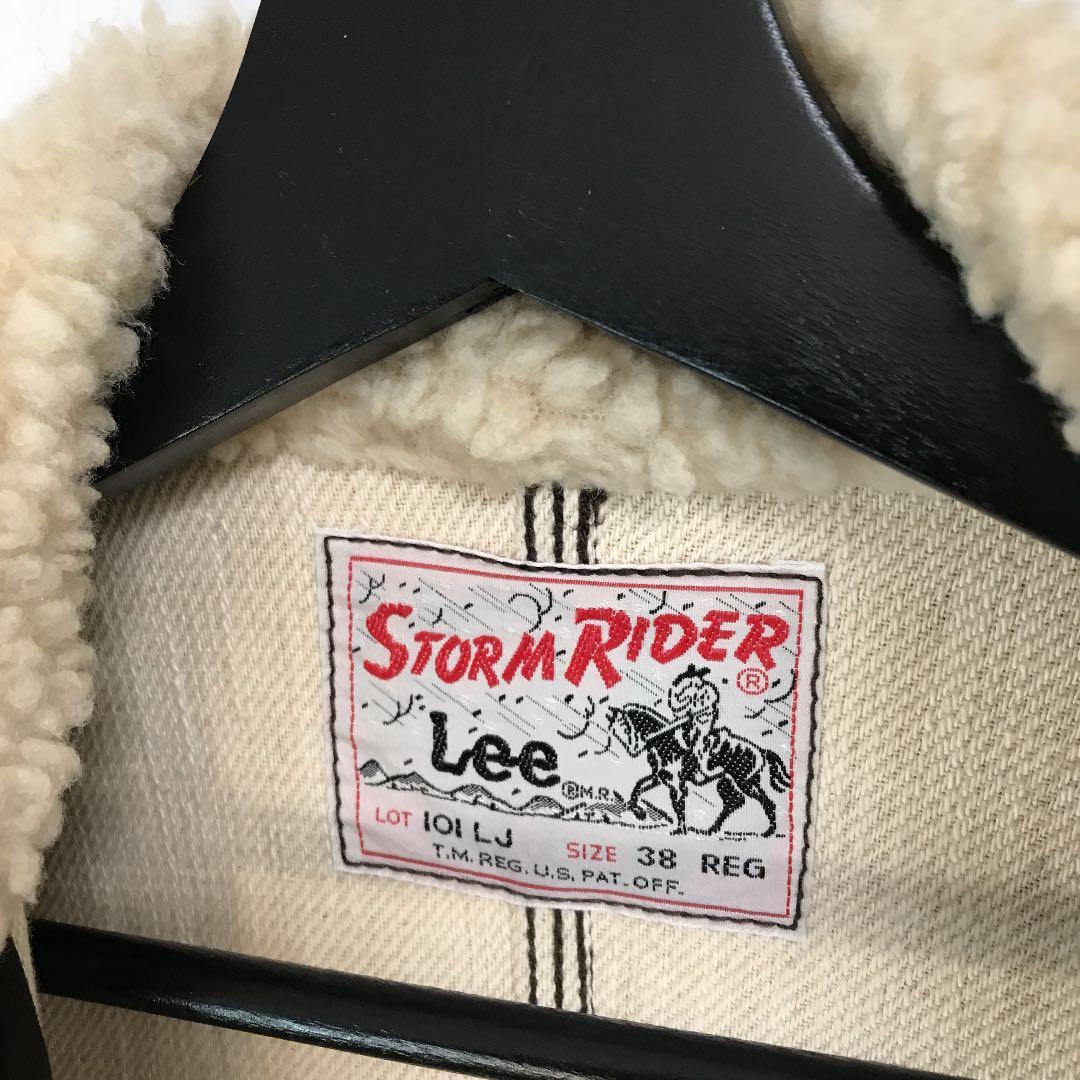 STORM RIDER ®
Lee ® M.R.
LOT 101 LJ SIZE 38 REG
T.M. REG. U.S. PAT. OFF.